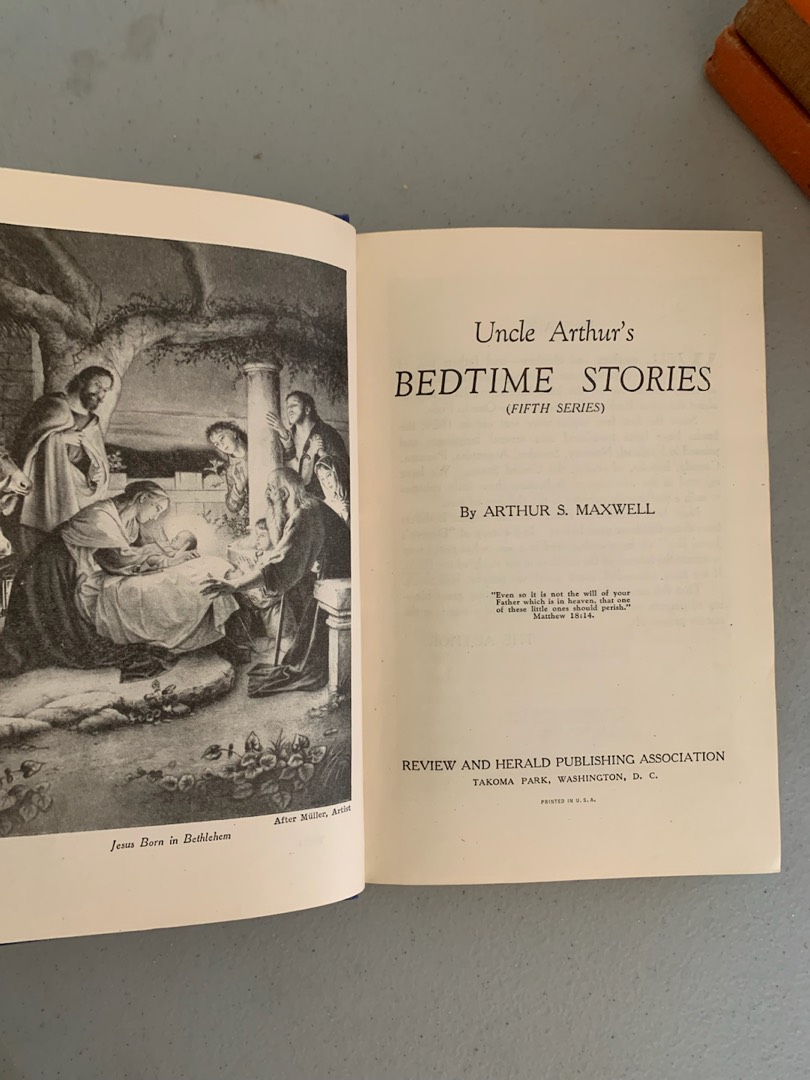 After Müller, Artist
Jesus Born in Bethlehem
Uncle Arthur's
BEDTIME STORIES
(FIFTH SERIES)
By ARTHUR S. MAXWELL
"Even so it is not the will of your
Father which is in heaven, that one
of these little ones should perish."
Matthew 18:14.
REVIEW AND HERALD PUBLISHING ASSOCIATION
TAKOMA PARK, WASHINGTON, D. C.
PRINTED IN U. S. A.